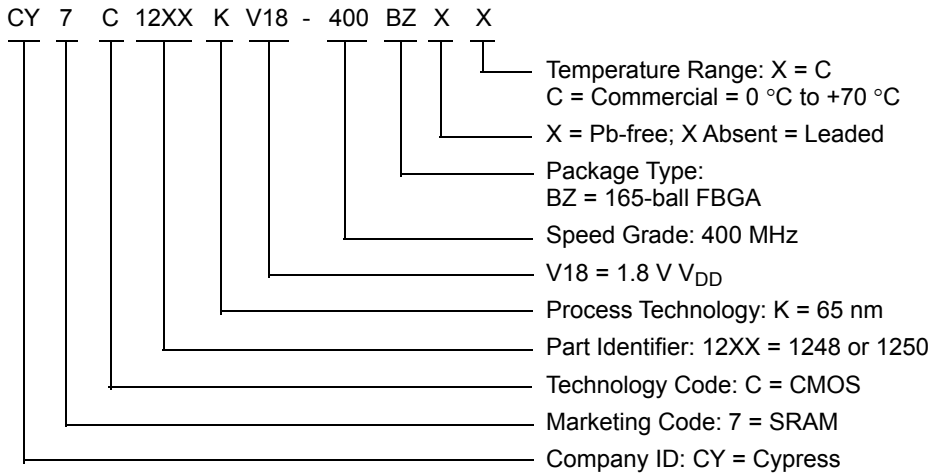 CY 7 C 12XX K V18 - 400 BZ X X
Temperature Range: X = C
C = Commercial = 0 °C to +70 °C
X = Pb-free; X Absent = Leaded
Package Type:
BZ = 165-ball FBGA
Speed Grade: 400 MHz
V18 = 1.8 V VDD
Process Technology: K = 65 nm
Part Identifier: 12XX = 1248 or 1250
Technology Code: C = CMOS
Marketing Code: 7 = SRAM
Company ID: CY = Cypress